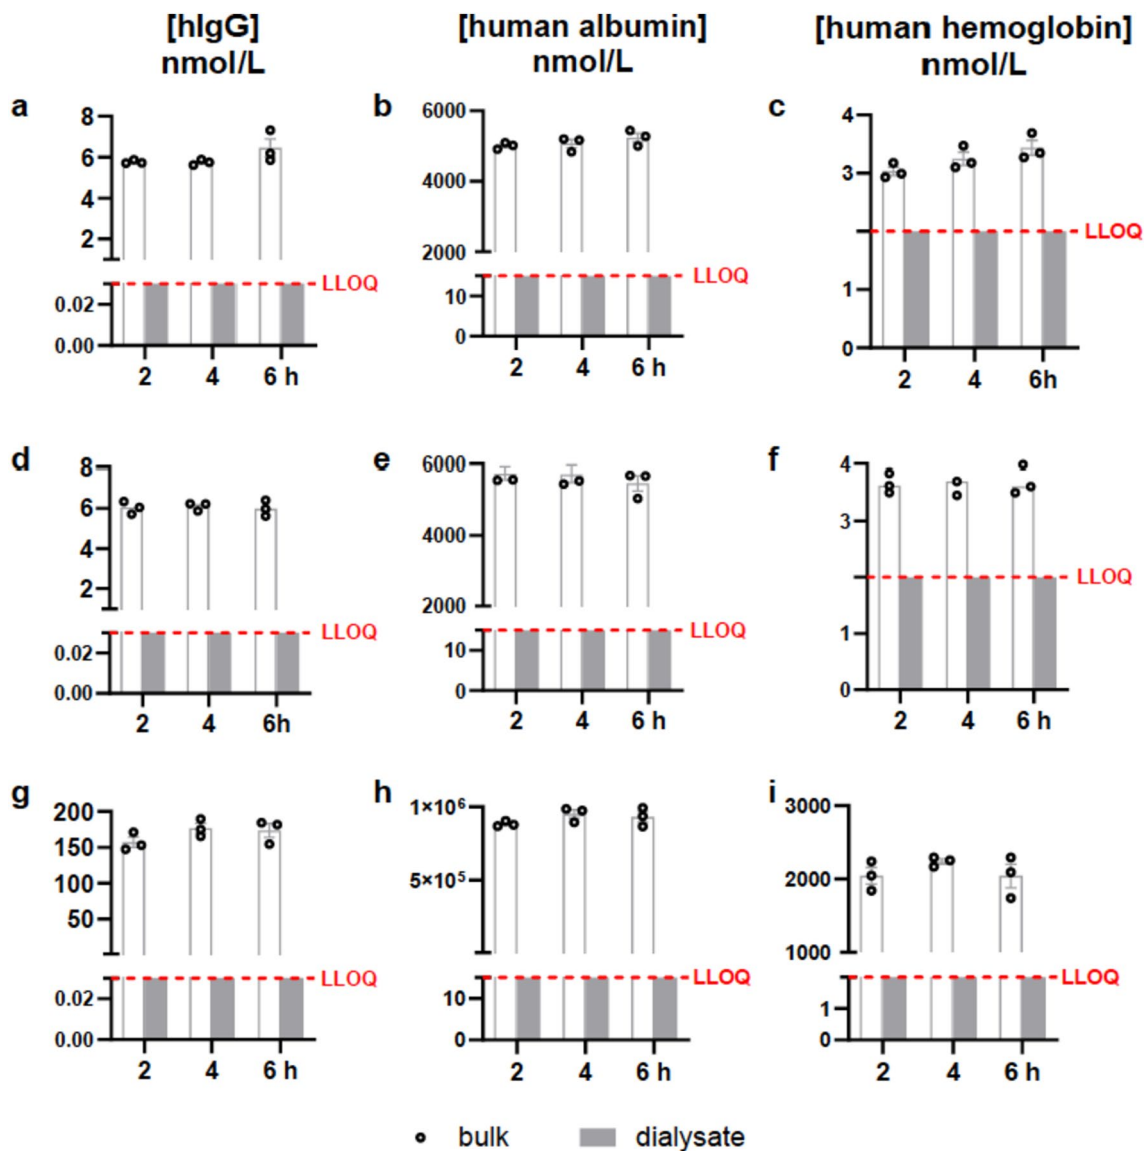 [hIgG]
nmol/L
[human albumin]
nmol/L
[human hemoglobin]
nmol/L
a
8
6
4
2
0.02
0.00
LLOQ
2 4 6 h
b
6000
4000
2000
10
0
LLOQ
2 4 6 h
c
4
3
1
0
LLOQ
2 4 6h
d
8
6
4
2
0.02
0.00
LLOQ
2 4 6h
e
6000
4000
2000
10
0
LLOQ
2 4 6 h
f
4
3
1
0
LLOQ
2 4 6 h
g
200
150
100
50
0.02
0.00
LLOQ
2 4 6 h
h
1×10⁶
5×10⁵
10
0
LLOQ
2 4 6 h
i
3000
2000
1000
1
0
LLOQ
2 4 6 h
bulk dialysate